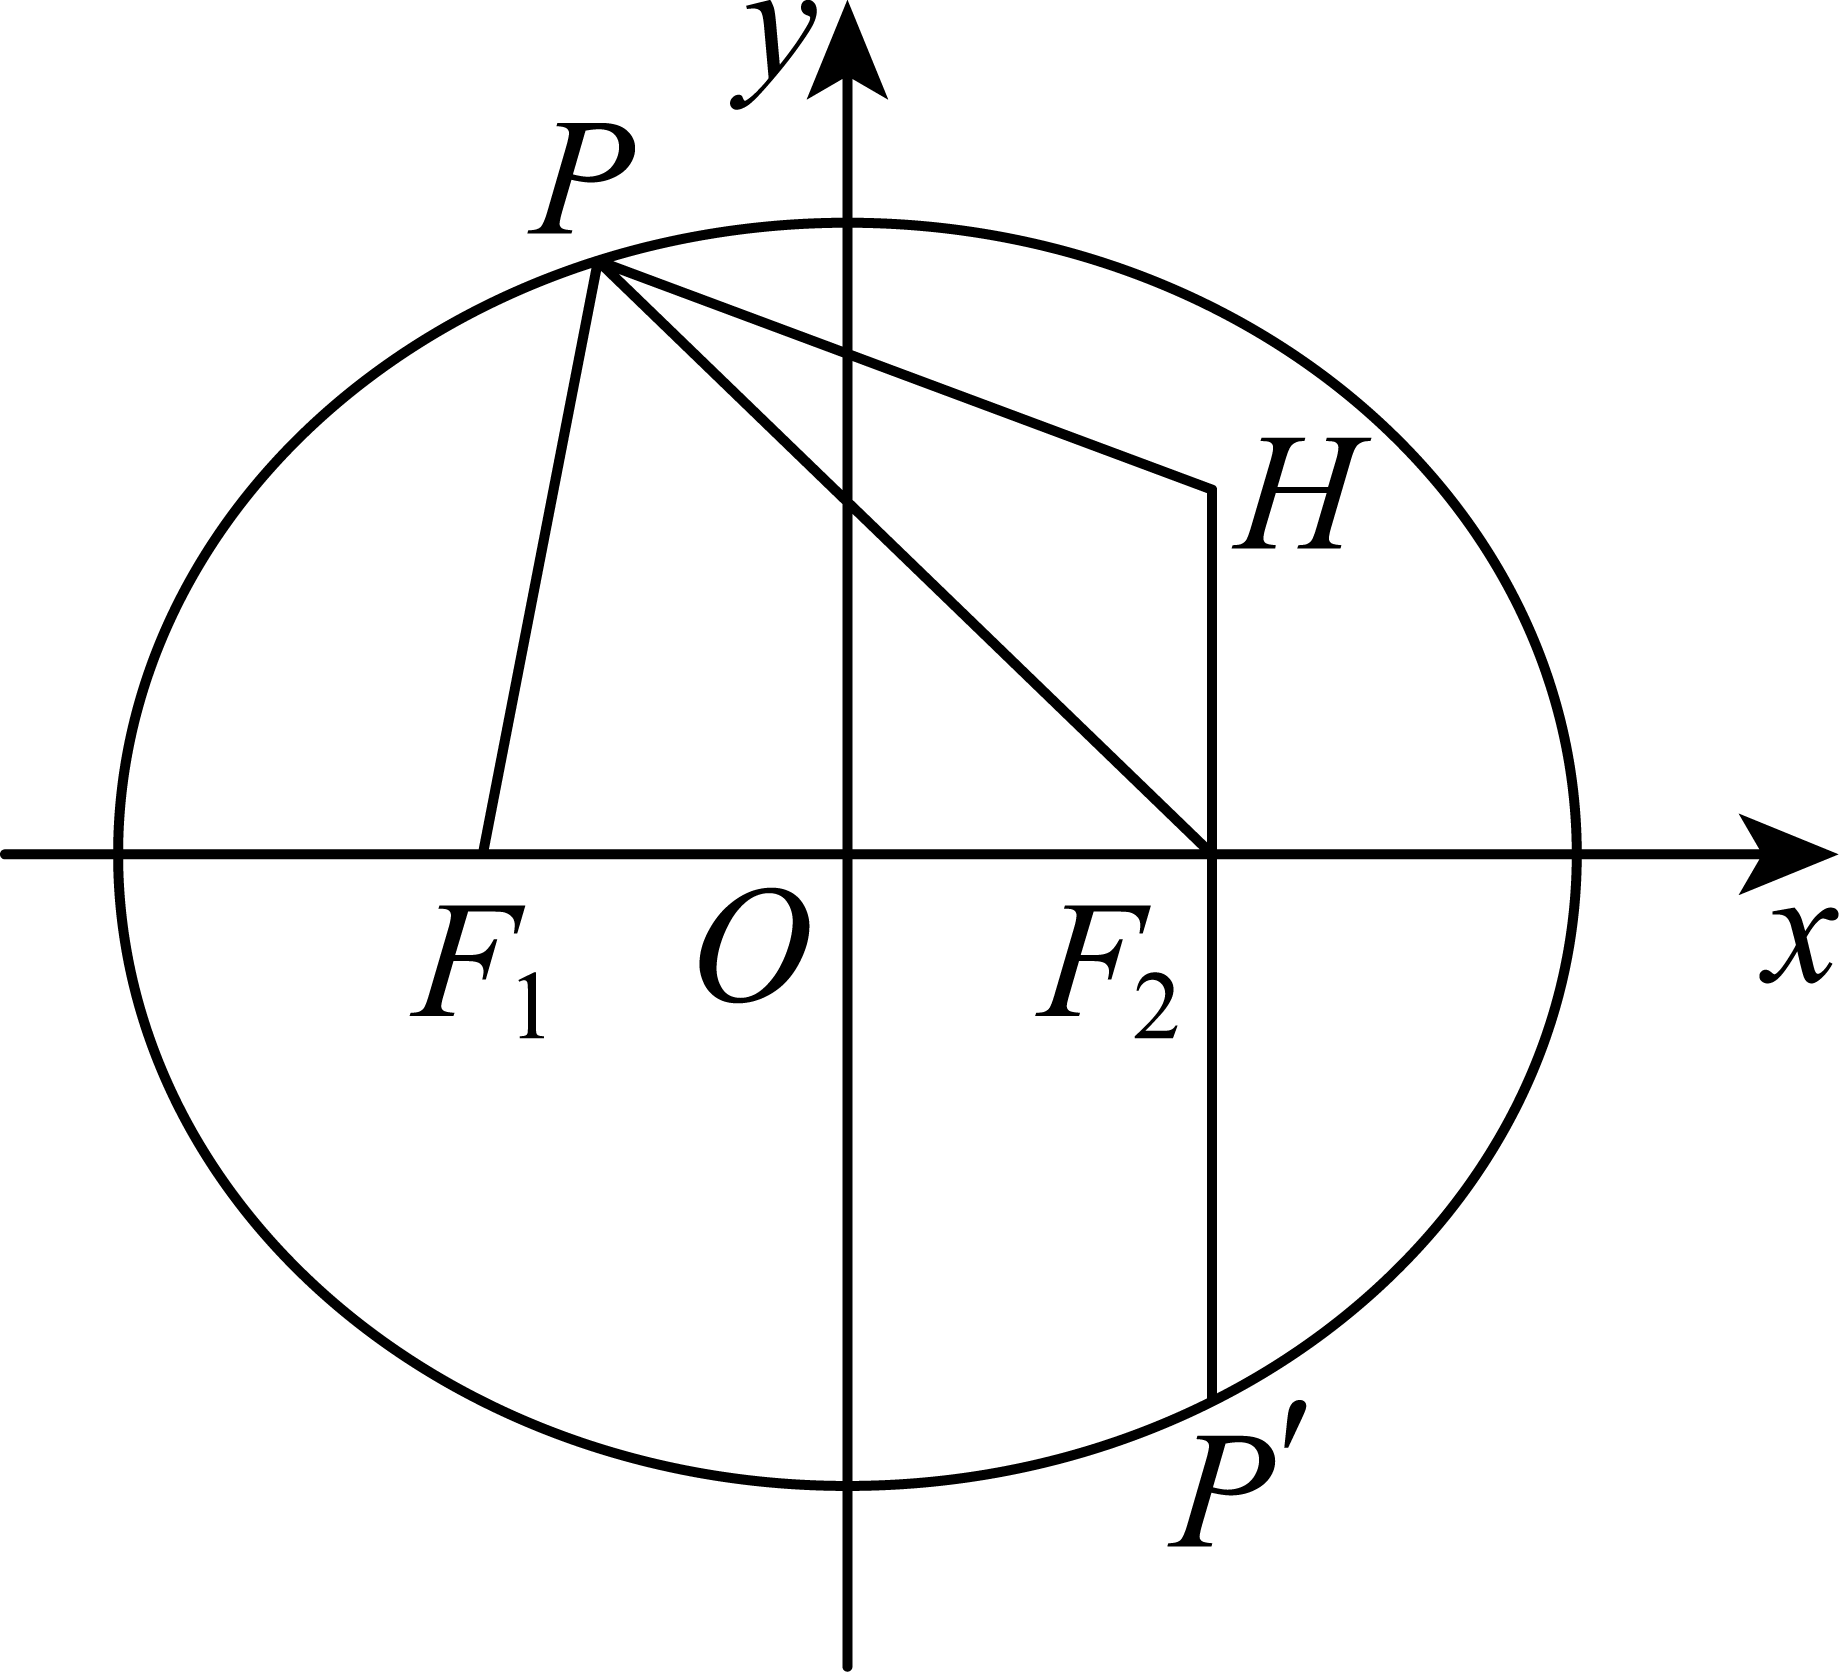 y
P
H
F₁ O F₂ x
P′